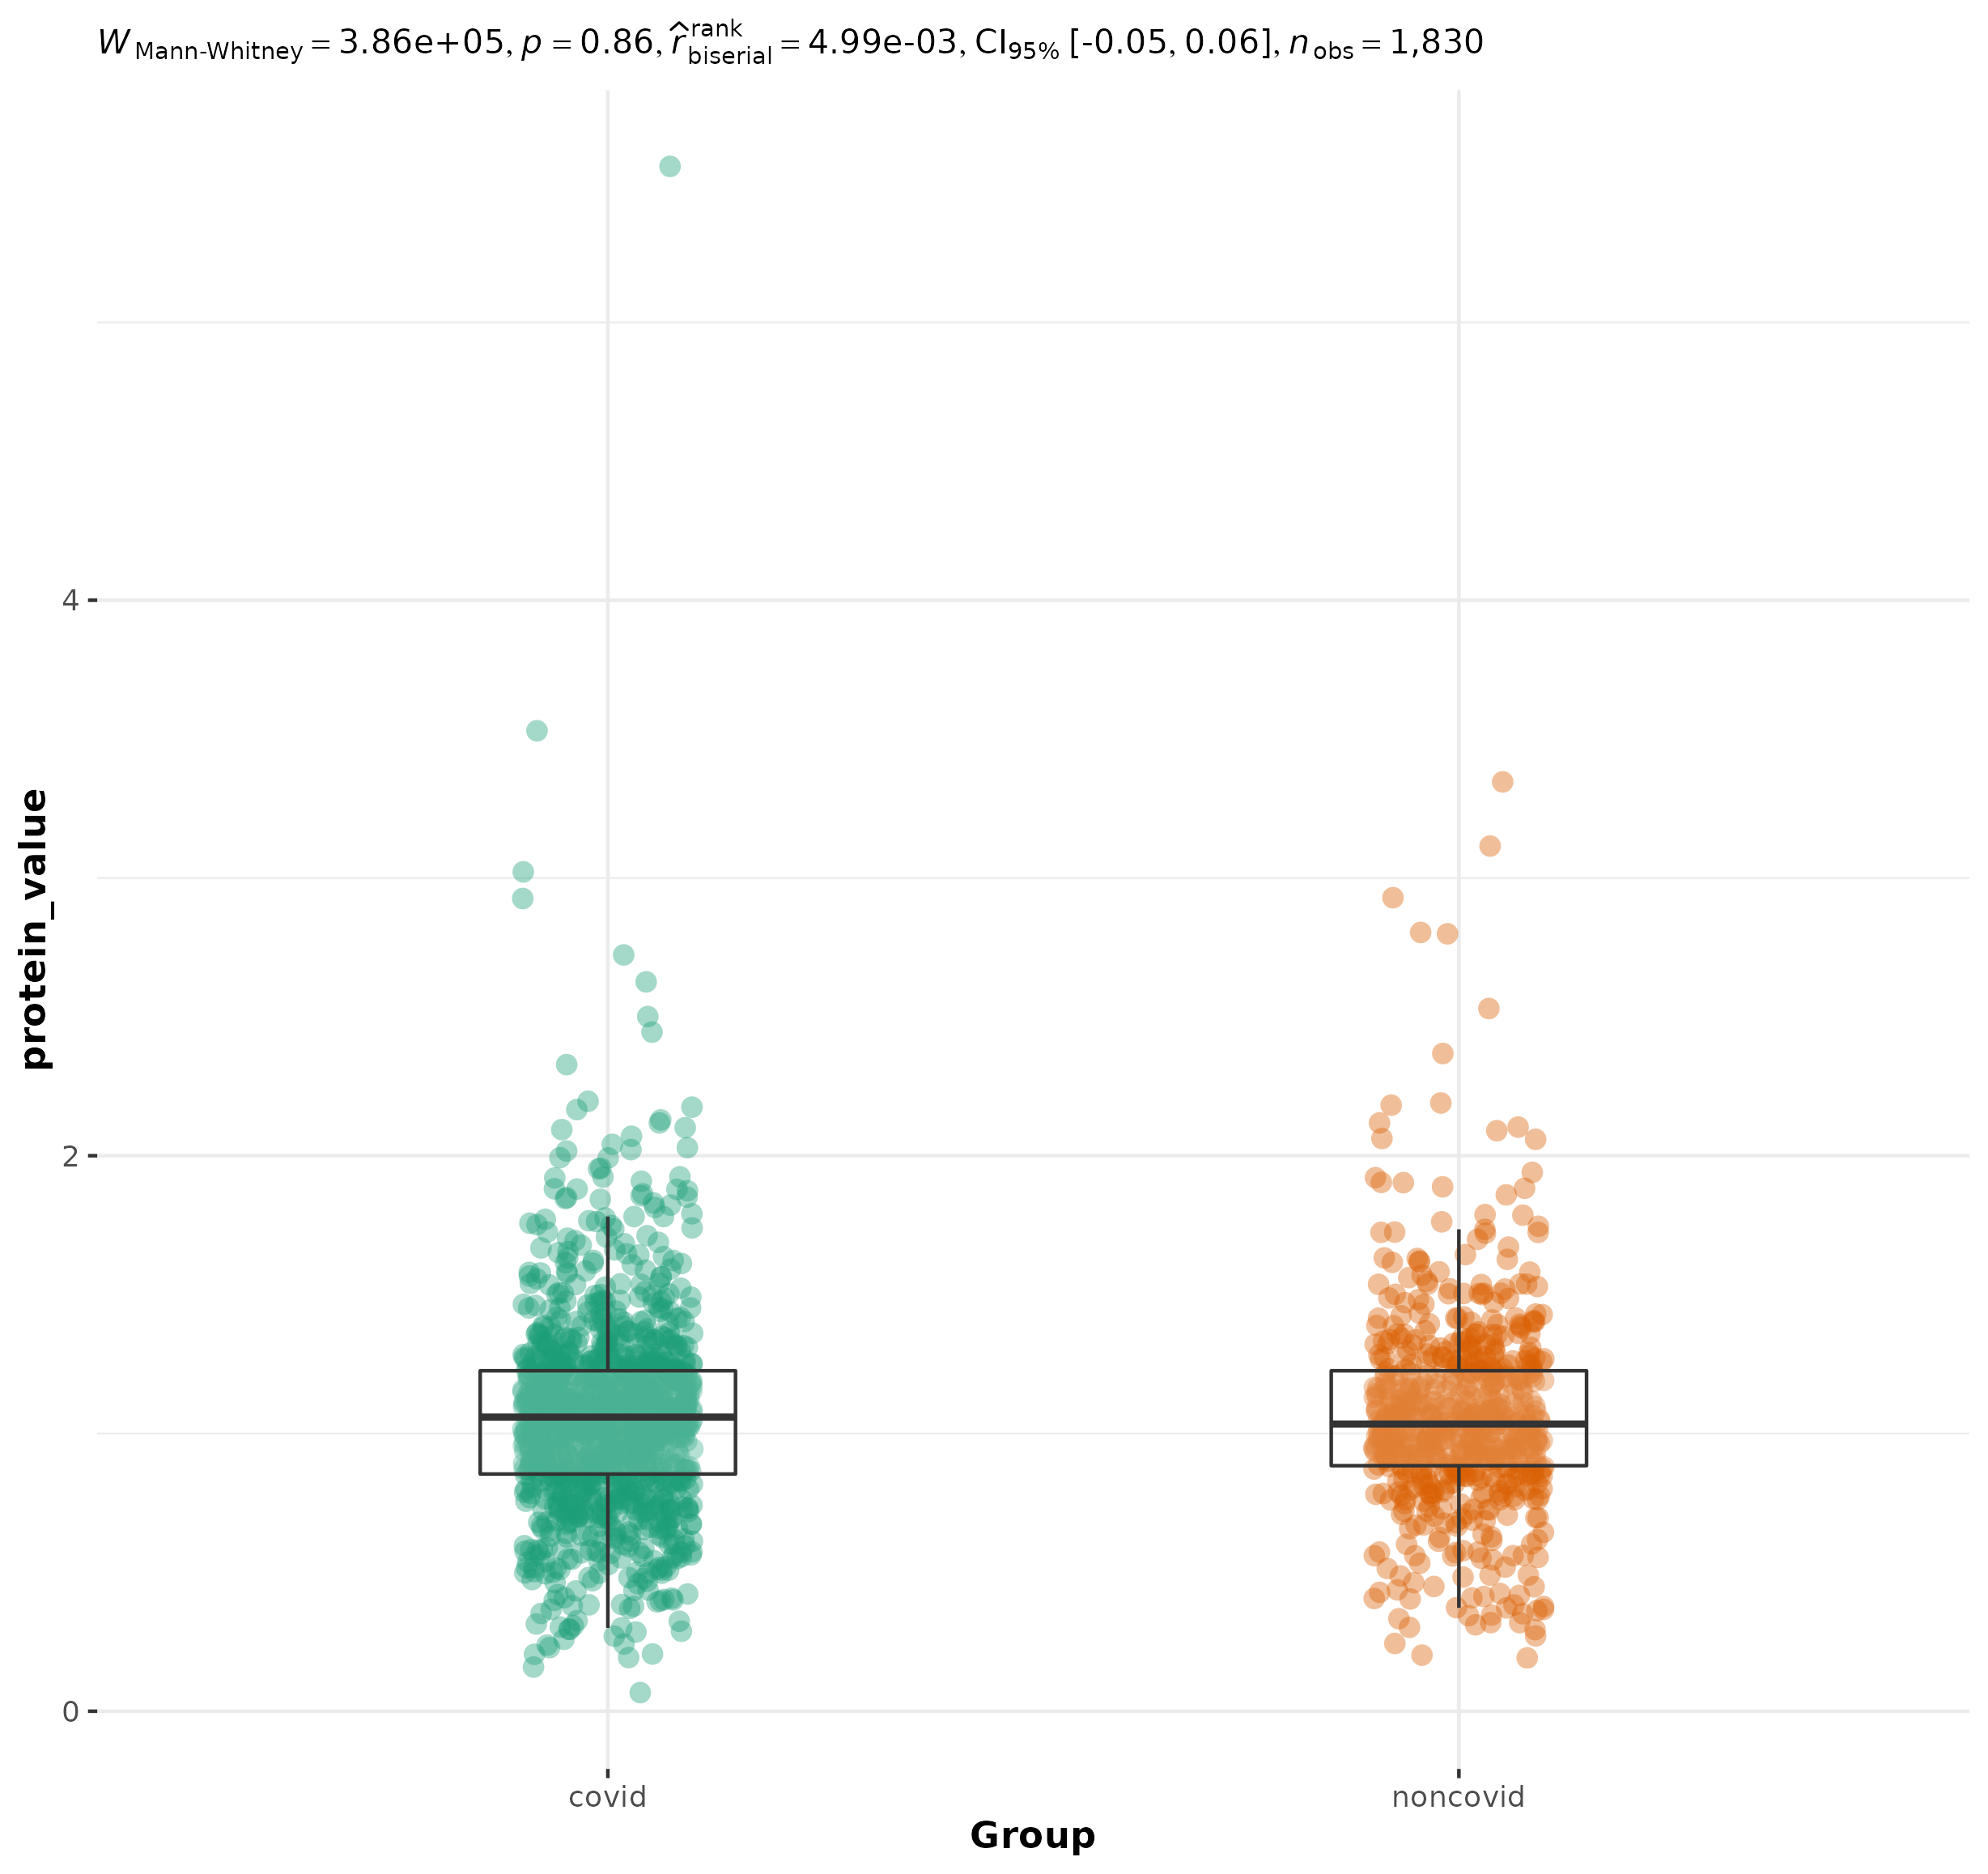 W Mann-Whitney = 3.86e+05, p = 0.86, r̂ rank biserial = 4.99e-03, CI95% [-0.05, 0.06], n obs = 1,830
protein_value
4
2
0
covid noncovid
Group